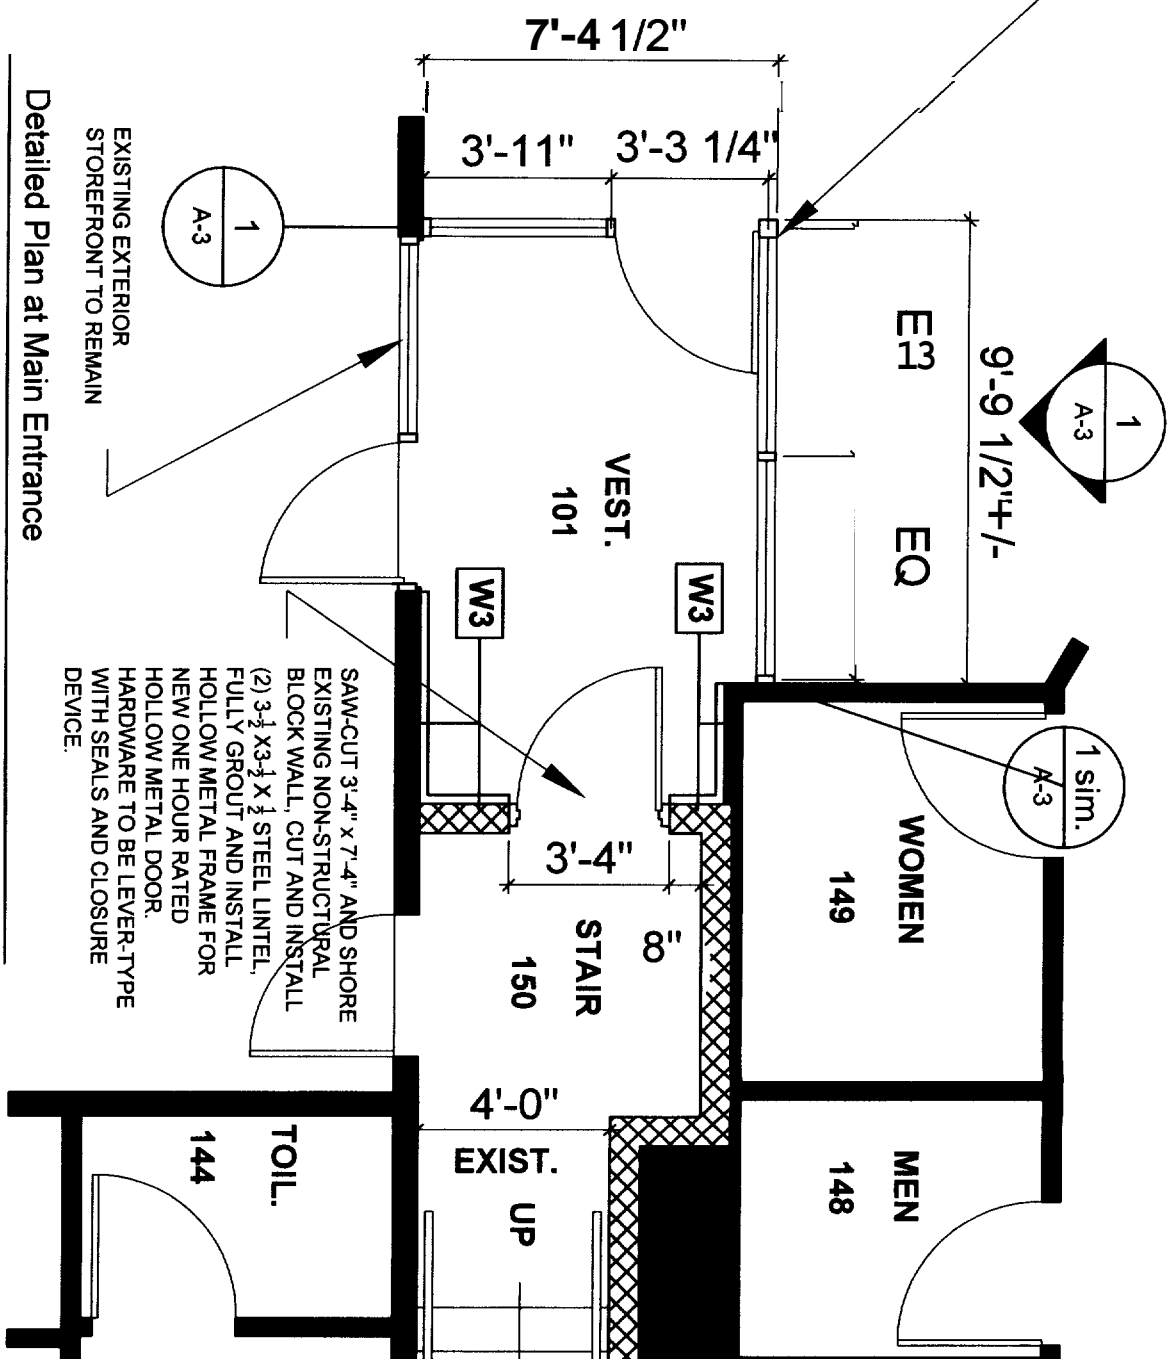 7'-4 1/2"
3'-11"
3'-3 1/4"
E13
EQ
9'-9 1/2"+/-
1
A-3
1
A-3
1 sim.
A-3
VEST.
101
W3
W3
EXISTING EXTERIOR
STOREFRONT TO REMAIN
SAW-CUT 3'-4" x 7'-4" AND SHORE
EXISTING NON-STRUCTURAL
BLOCK WALL, CUT AND INSTALL
(2) 3-½ X3-½ X ½ STEEL LINTEL,
FULLY GROUT AND INSTALL
HOLLOW METAL FRAME FOR
NEW ONE HOUR RATED
HOLLOW METAL DOOR.
HARDWARE TO BE LEVER-TYPE
WITH SEALS AND CLOSURE
DEVICE.
3'-4"
8"
STAIR
150
WOMEN
149
MEN
148
4'-0"
EXIST.
UP
TOIL.
144
Detailed Plan at Main Entrance